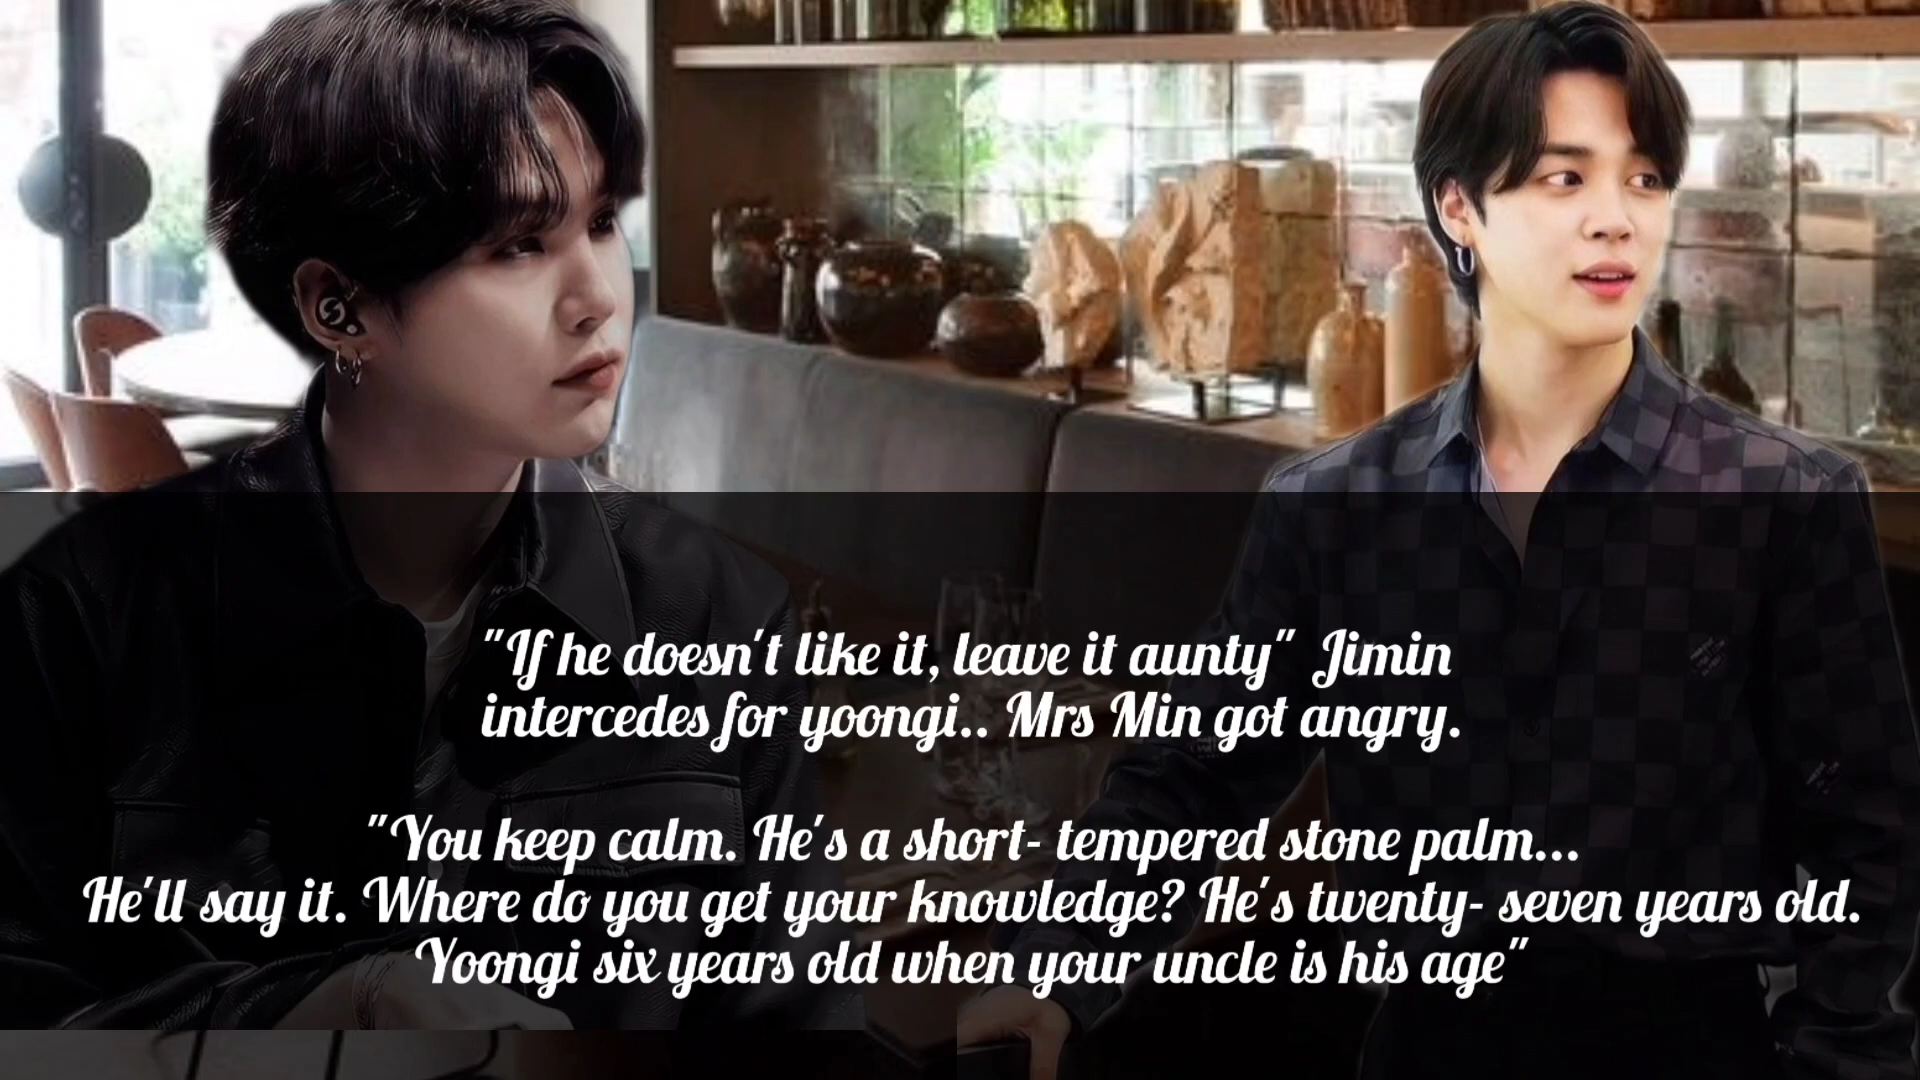 "If he doesn't like it, leave it aunty" Jimin
intercedes for yoongi.. Mrs Min got angry.
"You keep calm. He's a short- tempered stone palm...
He'll say it. Where do you get your knowledge? He's twenty- seven years old.
Yoongi six years old when your uncle is his age"